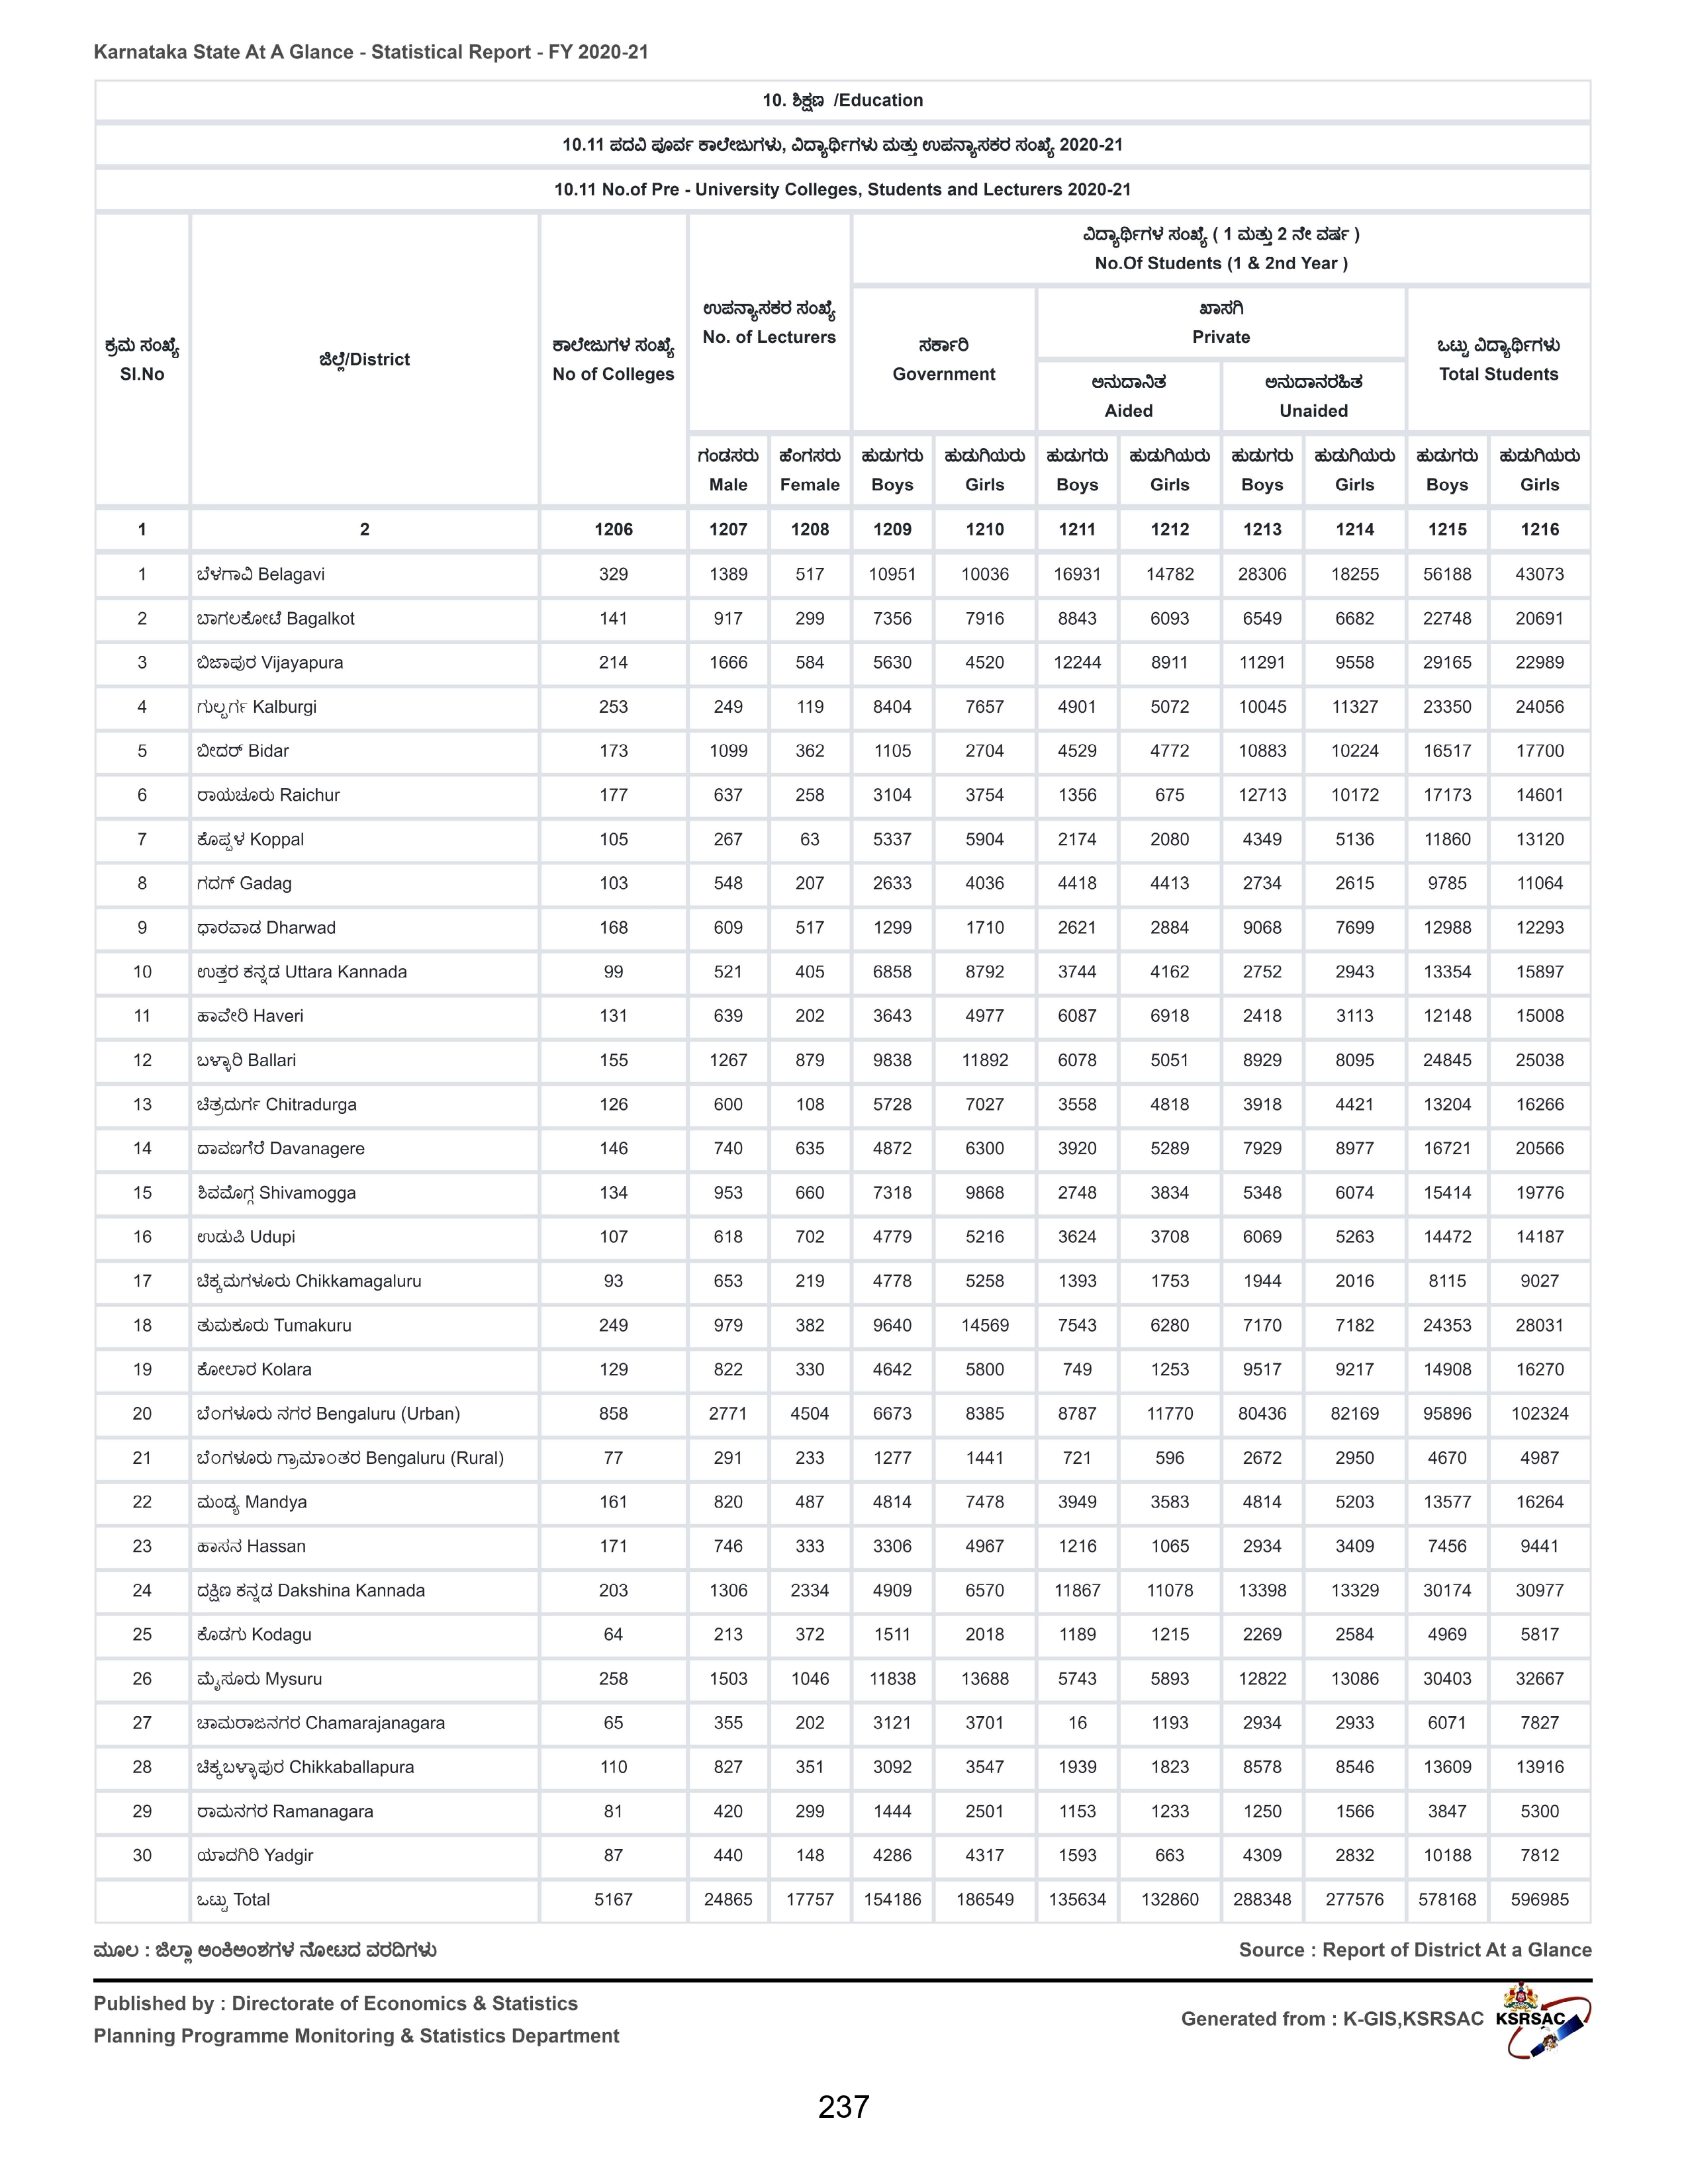 Karnataka State At A Glance - Statistical Report - FY 2020-21
10. ಶಿಕ್ಷಣ /Education
10.11 ಪದವಿ ಪೂರ್ವ ಕಾಲೇಜುಗಳು, ವಿದ್ಯಾರ್ಥಿಗಳು ಮತ್ತು ಉಪನ್ಯಾಸಕರ ಸಂಖ್ಯೆ 2020-21
10.11 No.of Pre - University Colleges, Students and Lecturers 2020-21
ಕ್ರಮ ಸಂಖ್ಯೆ
Sl.No
ಜಿಲ್ಲೆ/District
ಕಾಲೇಜುಗಳ ಸಂಖ್ಯೆ
No of Colleges
ಉಪನ್ಯಾಸಕರ ಸಂಖ್ಯೆ
No. of Lecturers
ವಿದ್ಯಾರ್ಥಿಗಳ ಸಂಖ್ಯೆ ( 1 ಮತ್ತು 2 ನೇ ವರ್ಷ )
No.Of Students (1 & 2nd Year )
ಸರ್ಕಾರಿ
Government
ಖಾಸಗಿ
Private
ಅನುದಾನಿತ
Aided
ಅನುದಾನರಹಿತ
Unaided
ಒಟ್ಟು ವಿದ್ಯಾರ್ಥಿಗಳು
Total Students
ಗಂಡಸರು ಹೆಂಗಸರು ಹುಡುಗರು ಹುಡುಗಿಯರು ಹುಡುಗರು ಹುಡುಗಿಯರು ಹುಡುಗರು ಹುಡುಗಿಯರು ಹುಡುಗರು ಹುಡುಗಿಯರು
Male Female Boys Girls Boys Girls Boys Girls Boys Girls
1 2 1206 1207 1208 1209 1210 1211 1212 1213 1214 1215 1216
1 ಬೆಳಗಾವಿ Belagavi 329 1389 517 10951 10036 16931 14782 28306 18255 56188 43073
2 ಬಾಗಲಕೋಟೆ Bagalkot 141 917 299 7356 7916 8843 6093 6549 6682 22748 20691
3 ಬಿಜಾಪುರ Vijayapura 214 1666 584 5630 4520 12244 8911 11291 9558 29165 22989
4 ಗುಲ್ಬರ್ಗ Kalburgi 253 249 119 8404 7657 4901 5072 10045 11327 23350 24056
5 ಬೀದರ್ Bidar 173 1099 362 1105 2704 4529 4772 10883 10224 16517 17700
6 ರಾಯಚೂರು Raichur 177 637 258 3104 3754 1356 675 12713 10172 17173 14601
7 ಕೊಪ್ಪಳ Koppal 105 267 63 5337 5904 2174 2080 4349 5136 11860 13120
8 ಗದಗ್ Gadag 103 548 207 2633 4036 4418 4413 2734 2615 9785 11064
9 ಧಾರವಾಡ Dharwad 168 609 517 1299 1710 2621 2884 9068 7699 12988 12293
10 ಉತ್ತರ ಕನ್ನಡ Uttara Kannada 99 521 405 6858 8792 3744 4162 2752 2943 13354 15897
11 ಹಾವೇರಿ Haveri 131 639 202 3643 4977 6087 6918 2418 3113 12148 15008
12 ಬಳ್ಳಾರಿ Ballari 155 1267 879 9838 11892 6078 5051 8929 8095 24845 25038
13 ಚಿತ್ರದುರ್ಗ Chitradurga 126 600 108 5728 7027 3558 4818 3918 4421 13204 16266
14 ದಾವಣಗೆರೆ Davanagere 146 740 635 4872 6300 3920 5289 7929 8977 16721 20566
15 ಶಿವಮೊಗ್ಗ Shivamogga 134 953 660 7318 9868 2748 3834 5348 6074 15414 19776
16 ಉಡುಪಿ Udupi 107 618 702 4779 5216 3624 3708 6069 5263 14472 14187
17 ಚಿಕ್ಕಮಗಳೂರು Chikkamagaluru 93 653 219 4778 5258 1393 1753 1944 2016 8115 9027
18 ತುಮಕೂರು Tumakuru 249 979 382 9640 14569 7543 6280 7170 7182 24353 28031
19 ಕೋಲಾರ Kolara 129 822 330 4642 5800 749 1253 9517 9217 14908 16270
20 ಬೆಂಗಳೂರು ನಗರ Bengaluru (Urban) 858 2771 4504 6673 8385 8787 11770 80436 82169 95896 102324
21 ಬೆಂಗಳೂರು ಗ್ರಾಮಾಂತರ Bengaluru (Rural) 77 291 233 1277 1441 721 596 2672 2950 4670 4987
22 ಮಂಡ್ಯ Mandya 161 820 487 4814 7478 3949 3583 4814 5203 13577 16264
23 ಹಾಸನ Hassan 171 746 333 3306 4967 1216 1065 2934 3409 7456 9441
24 ದಕ್ಷಿಣ ಕನ್ನಡ Dakshina Kannada 203 1306 2334 4909 6570 11867 11078 13398 13329 30174 30977
25 ಕೊಡಗು Kodagu 64 213 372 1511 2018 1189 1215 2269 2584 4969 5817
26 ಮೈಸೂರು Mysuru 258 1503 1046 11838 13688 5743 5893 12822 13086 30403 32667
27 ಚಾಮರಾಜನಗರ Chamarajanagara 65 355 202 3121 3701 16 1193 2934 2933 6071 7827
28 ಚಿಕ್ಕಬಳ್ಳಾಪುರ Chikkaballapura 110 827 351 3092 3547 1939 1823 8578 8546 13609 13916
29 ರಾಮನಗರ Ramanagara 81 420 299 1444 2501 1153 1233 1250 1566 3847 5300
30 ಯಾದಗಿರಿ Yadgir 87 440 148 4286 4317 1593 663 4309 2832 10188 7812
ಒಟ್ಟು Total 5167 24865 17757 154186 186549 135634 132860 288348 277576 578168 596985
ಮೂಲ : ಜಿಲ್ಲಾ ಅಂಕಿಅಂಶಗಳ ನೋಟದ ವರದಿಗಳು Source : Report of District At a Glance
Published by : Directorate of Economics & Statistics
Planning Programme Monitoring & Statistics Department
Generated from : K-GIS,KSRSAC KSRSAC
237